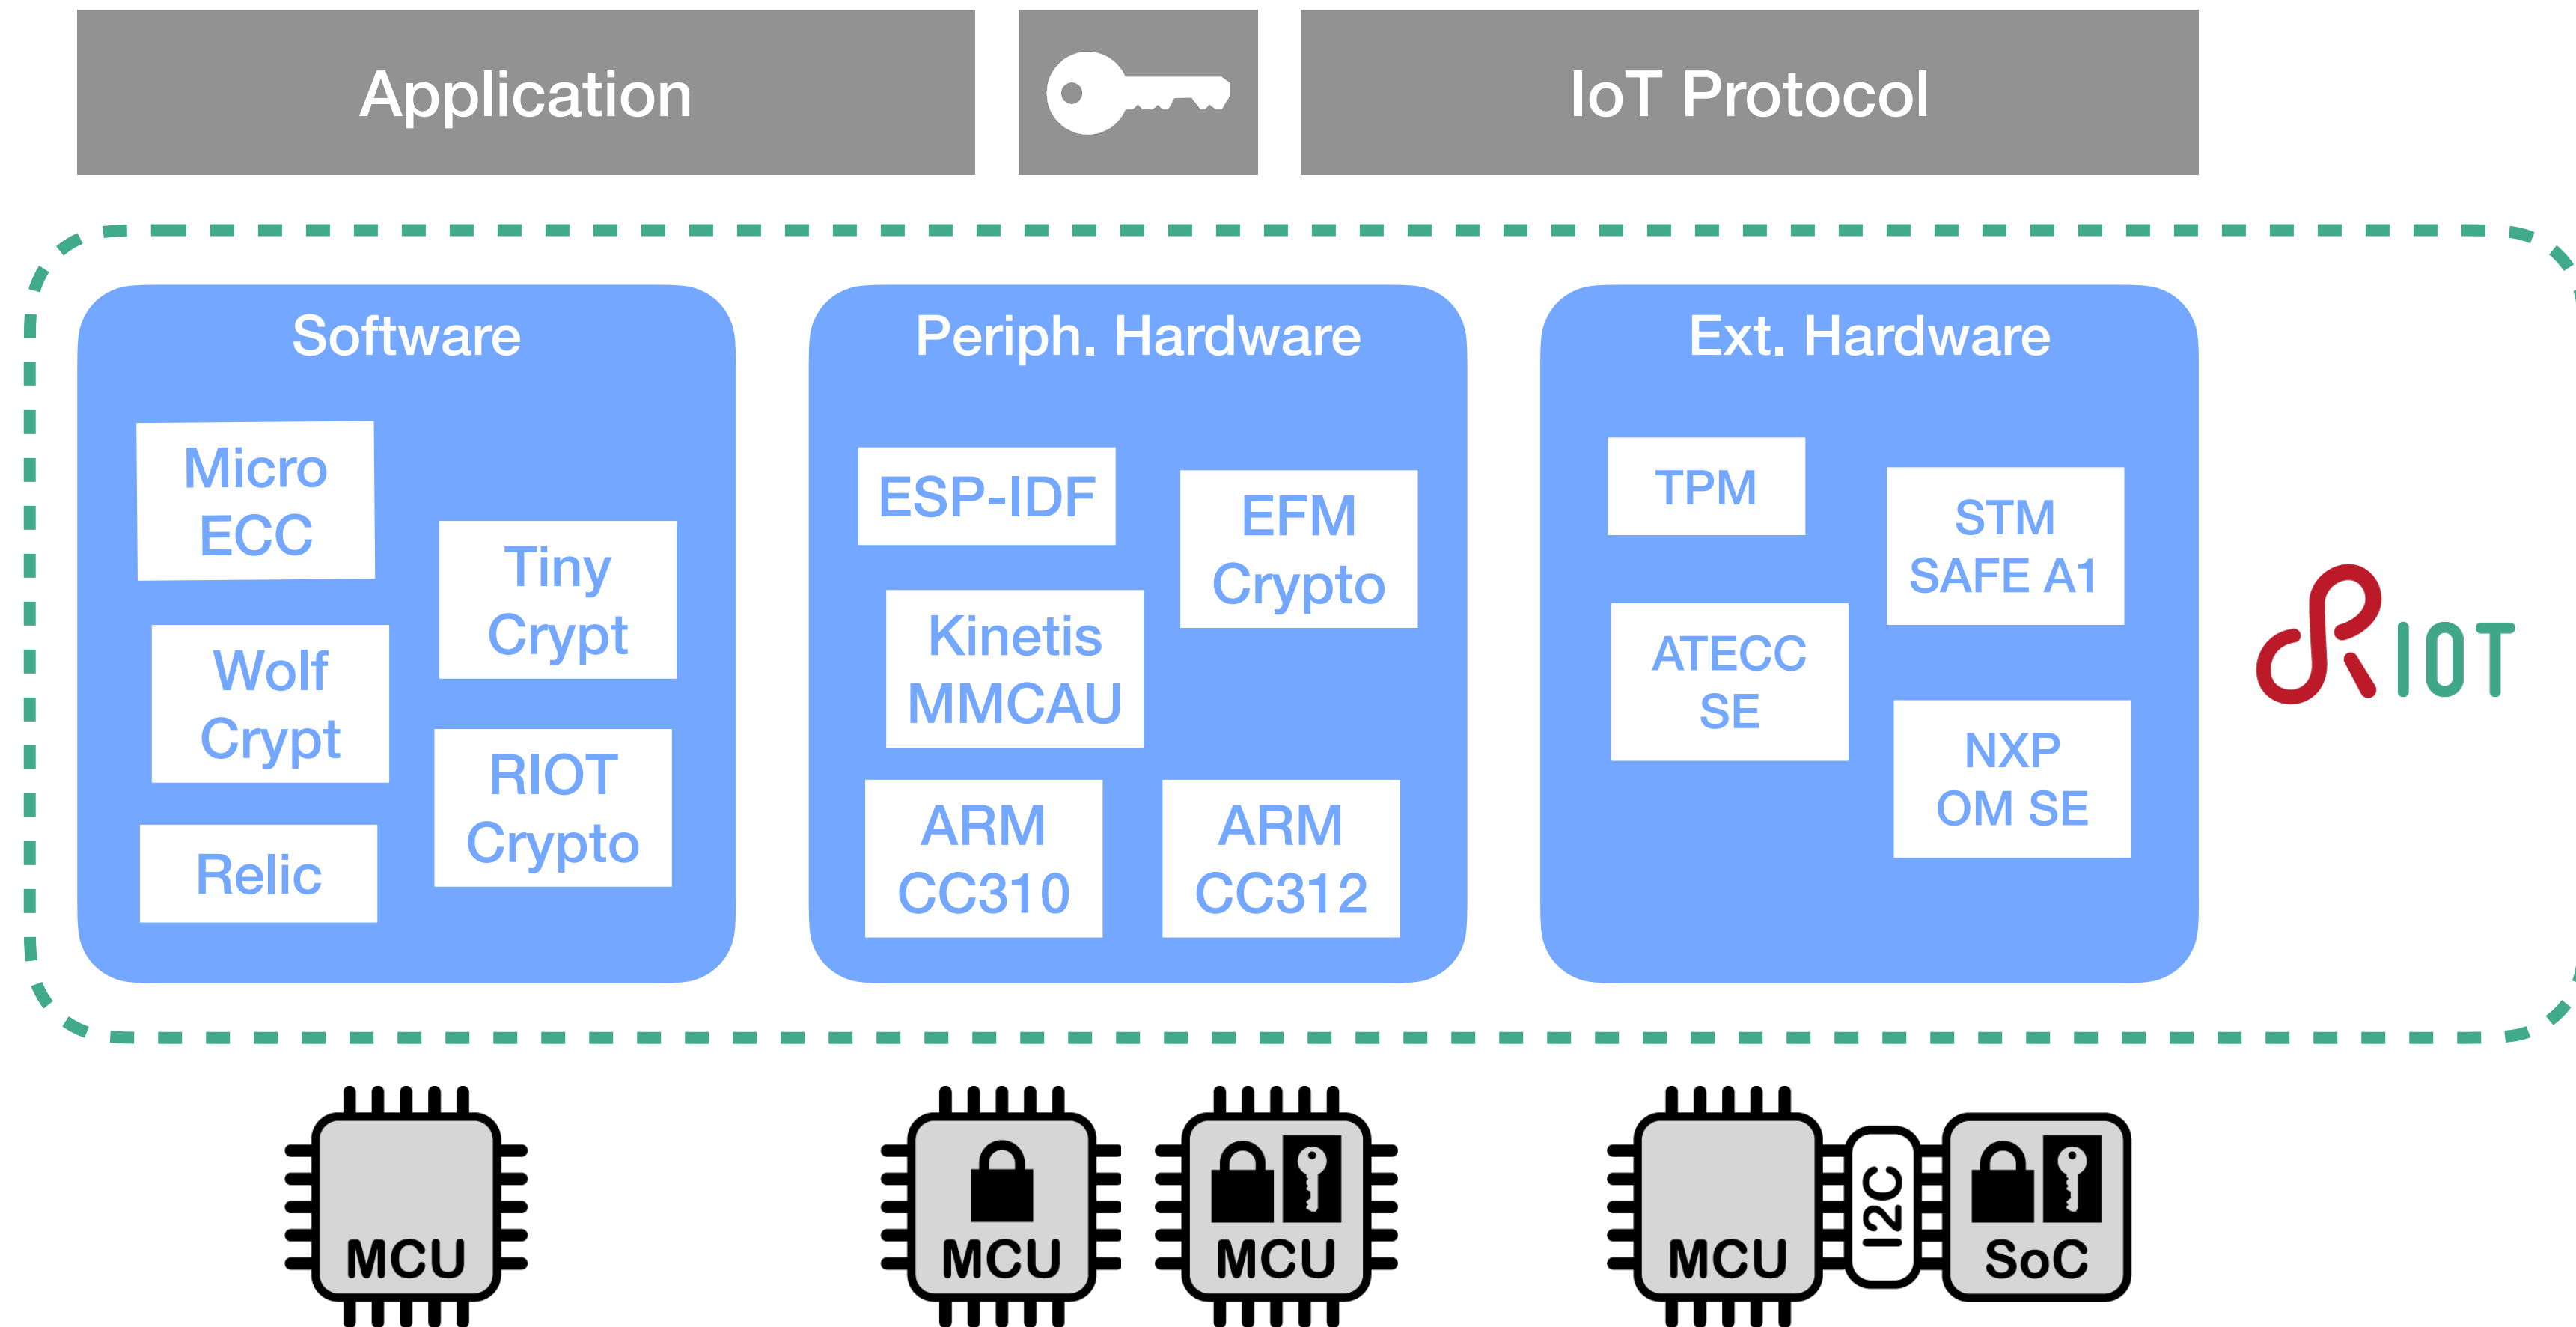 Application
IoT Protocol
Software
Micro
ECC
Tiny
Crypt
Wolf
Crypt
RIOT
Crypto
Relic
Periph. Hardware
ESP-IDF
EFM
Crypto
Kinetis
MMCAU
ARM
CC310
ARM
CC312
Ext. Hardware
TPM
STM
SAFE A1
ATECC
SE
NXP
OM SE
RIOT
MCU
MCU
MCU
MCU
I2C
SoC